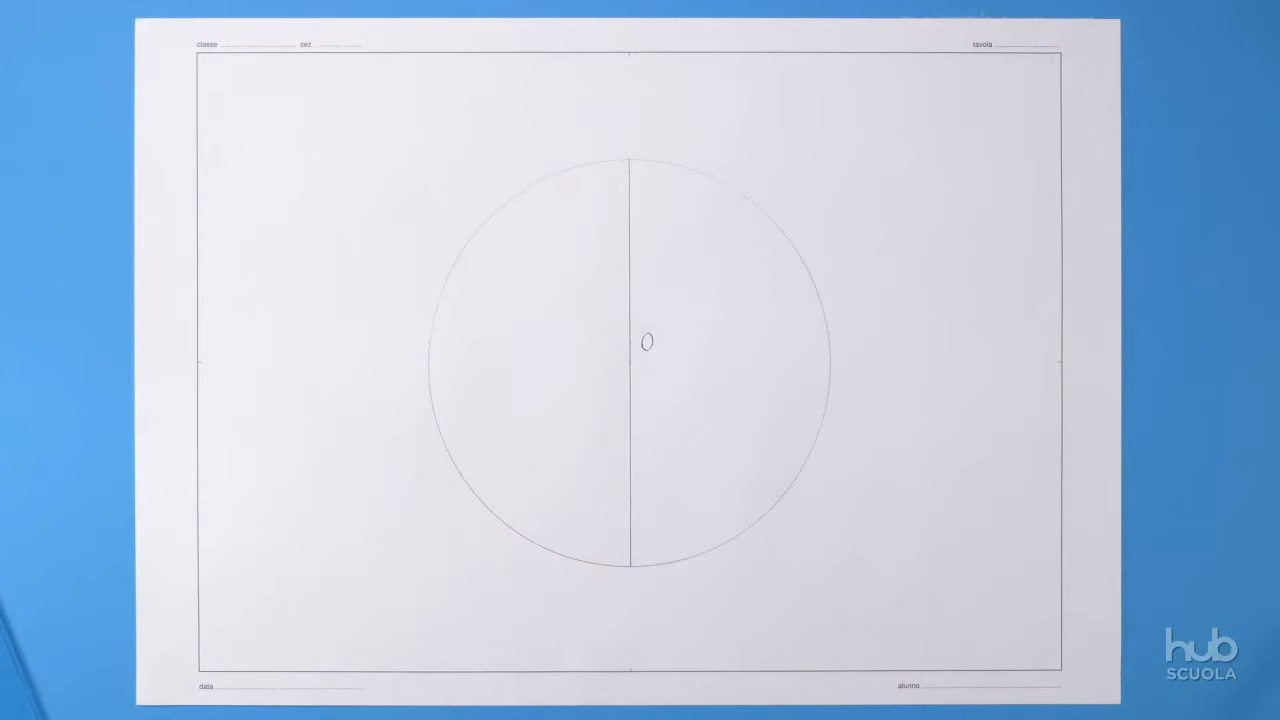 classe ........................ sez ................
tavola ........................
O
data ................................................
alunno ................................................
hub
SCUOLA